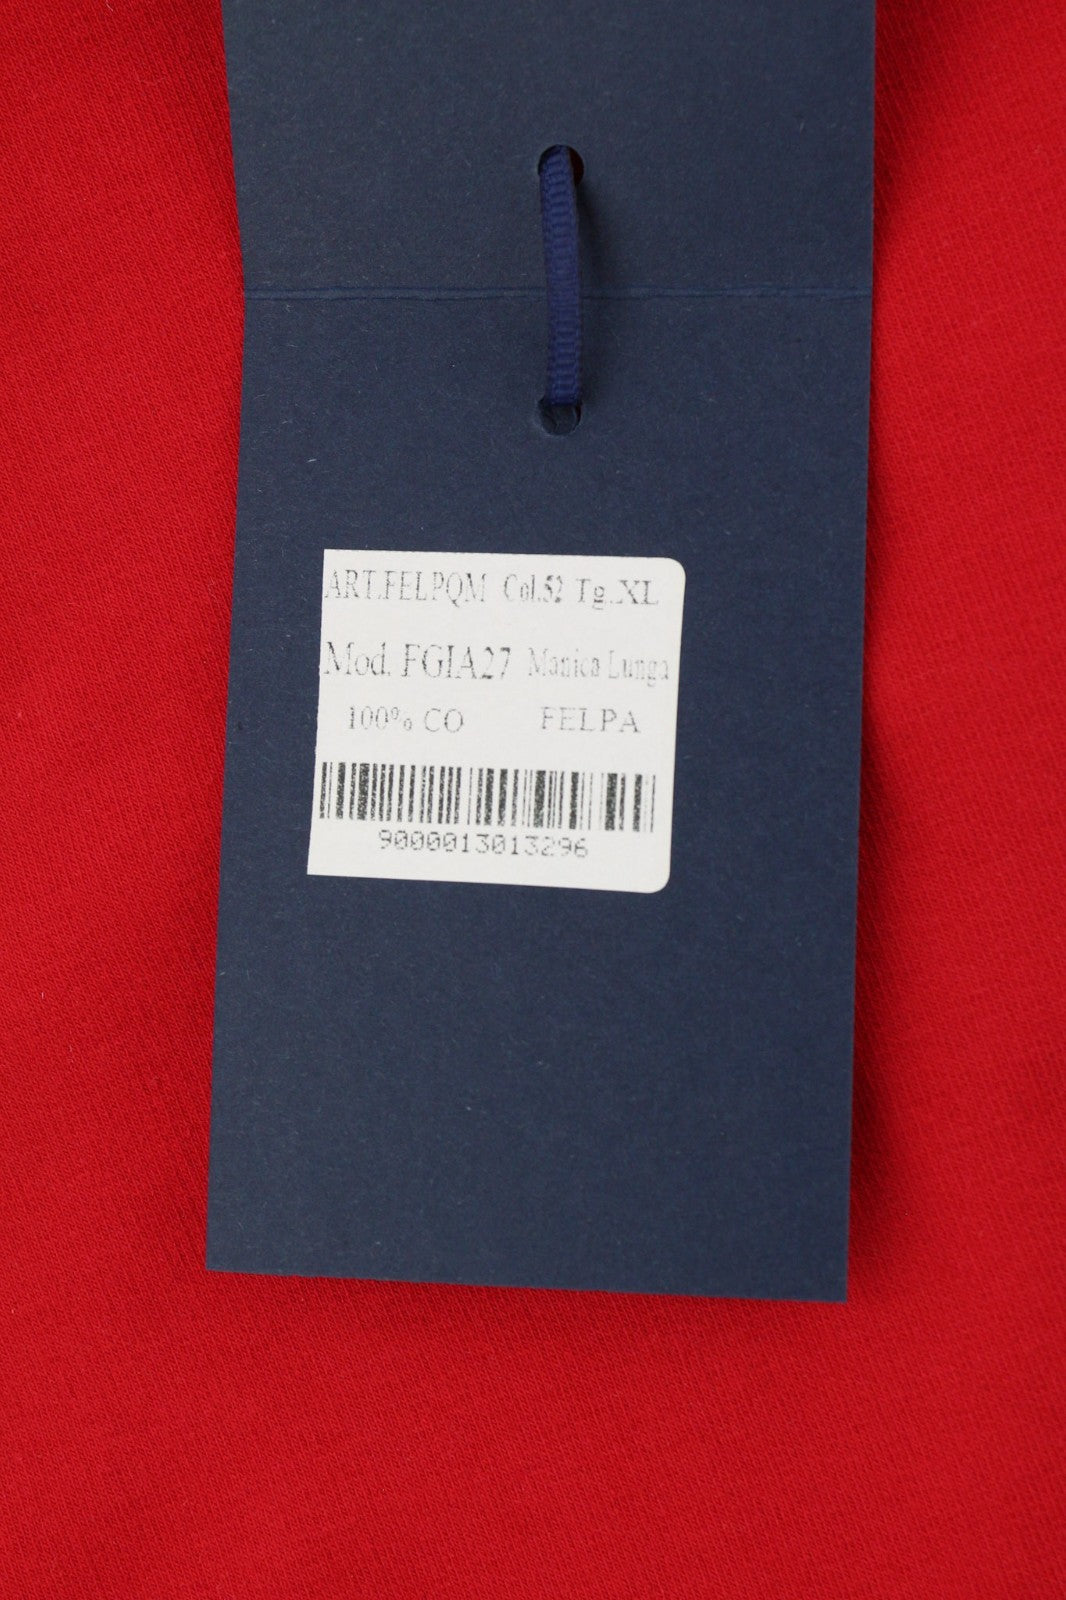 ART.FELPQM Col.52 Tg.XL
Mod. FGIA27 Manica Lunga
100% CO FELPA
9000013013296